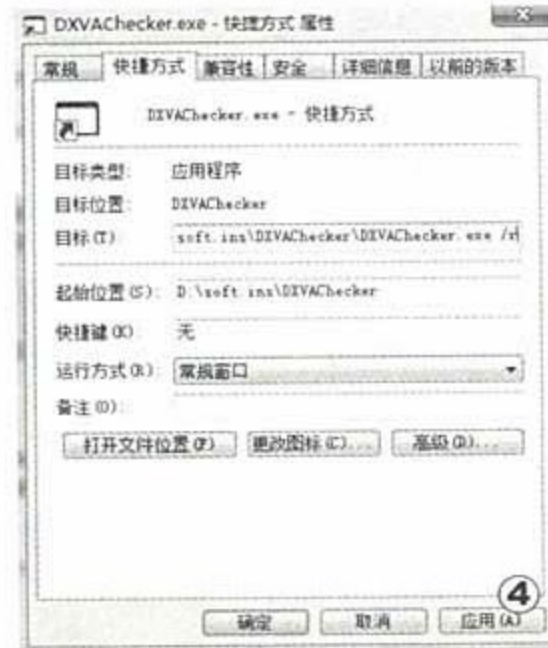 DXVAChecker.exe - 快捷方式 属性
常规 快捷方式 兼容性 安全 详细信息 以前的版本
DXVAChecker.exe - 快捷方式
目标类型: 应用程序
目标位置: DXVAChecker
目标(T) soft.ins\DXVAChecker\DXVAChecker.exe /r
起始位置(S): D:\soft.ins\DXVAChecker
快捷键(K) 无
运行方式(R): 常规窗口
备注(O):
打开文件位置(F) 更改图标(C)... 高级(D)...
④
确定 取消 应用(A)